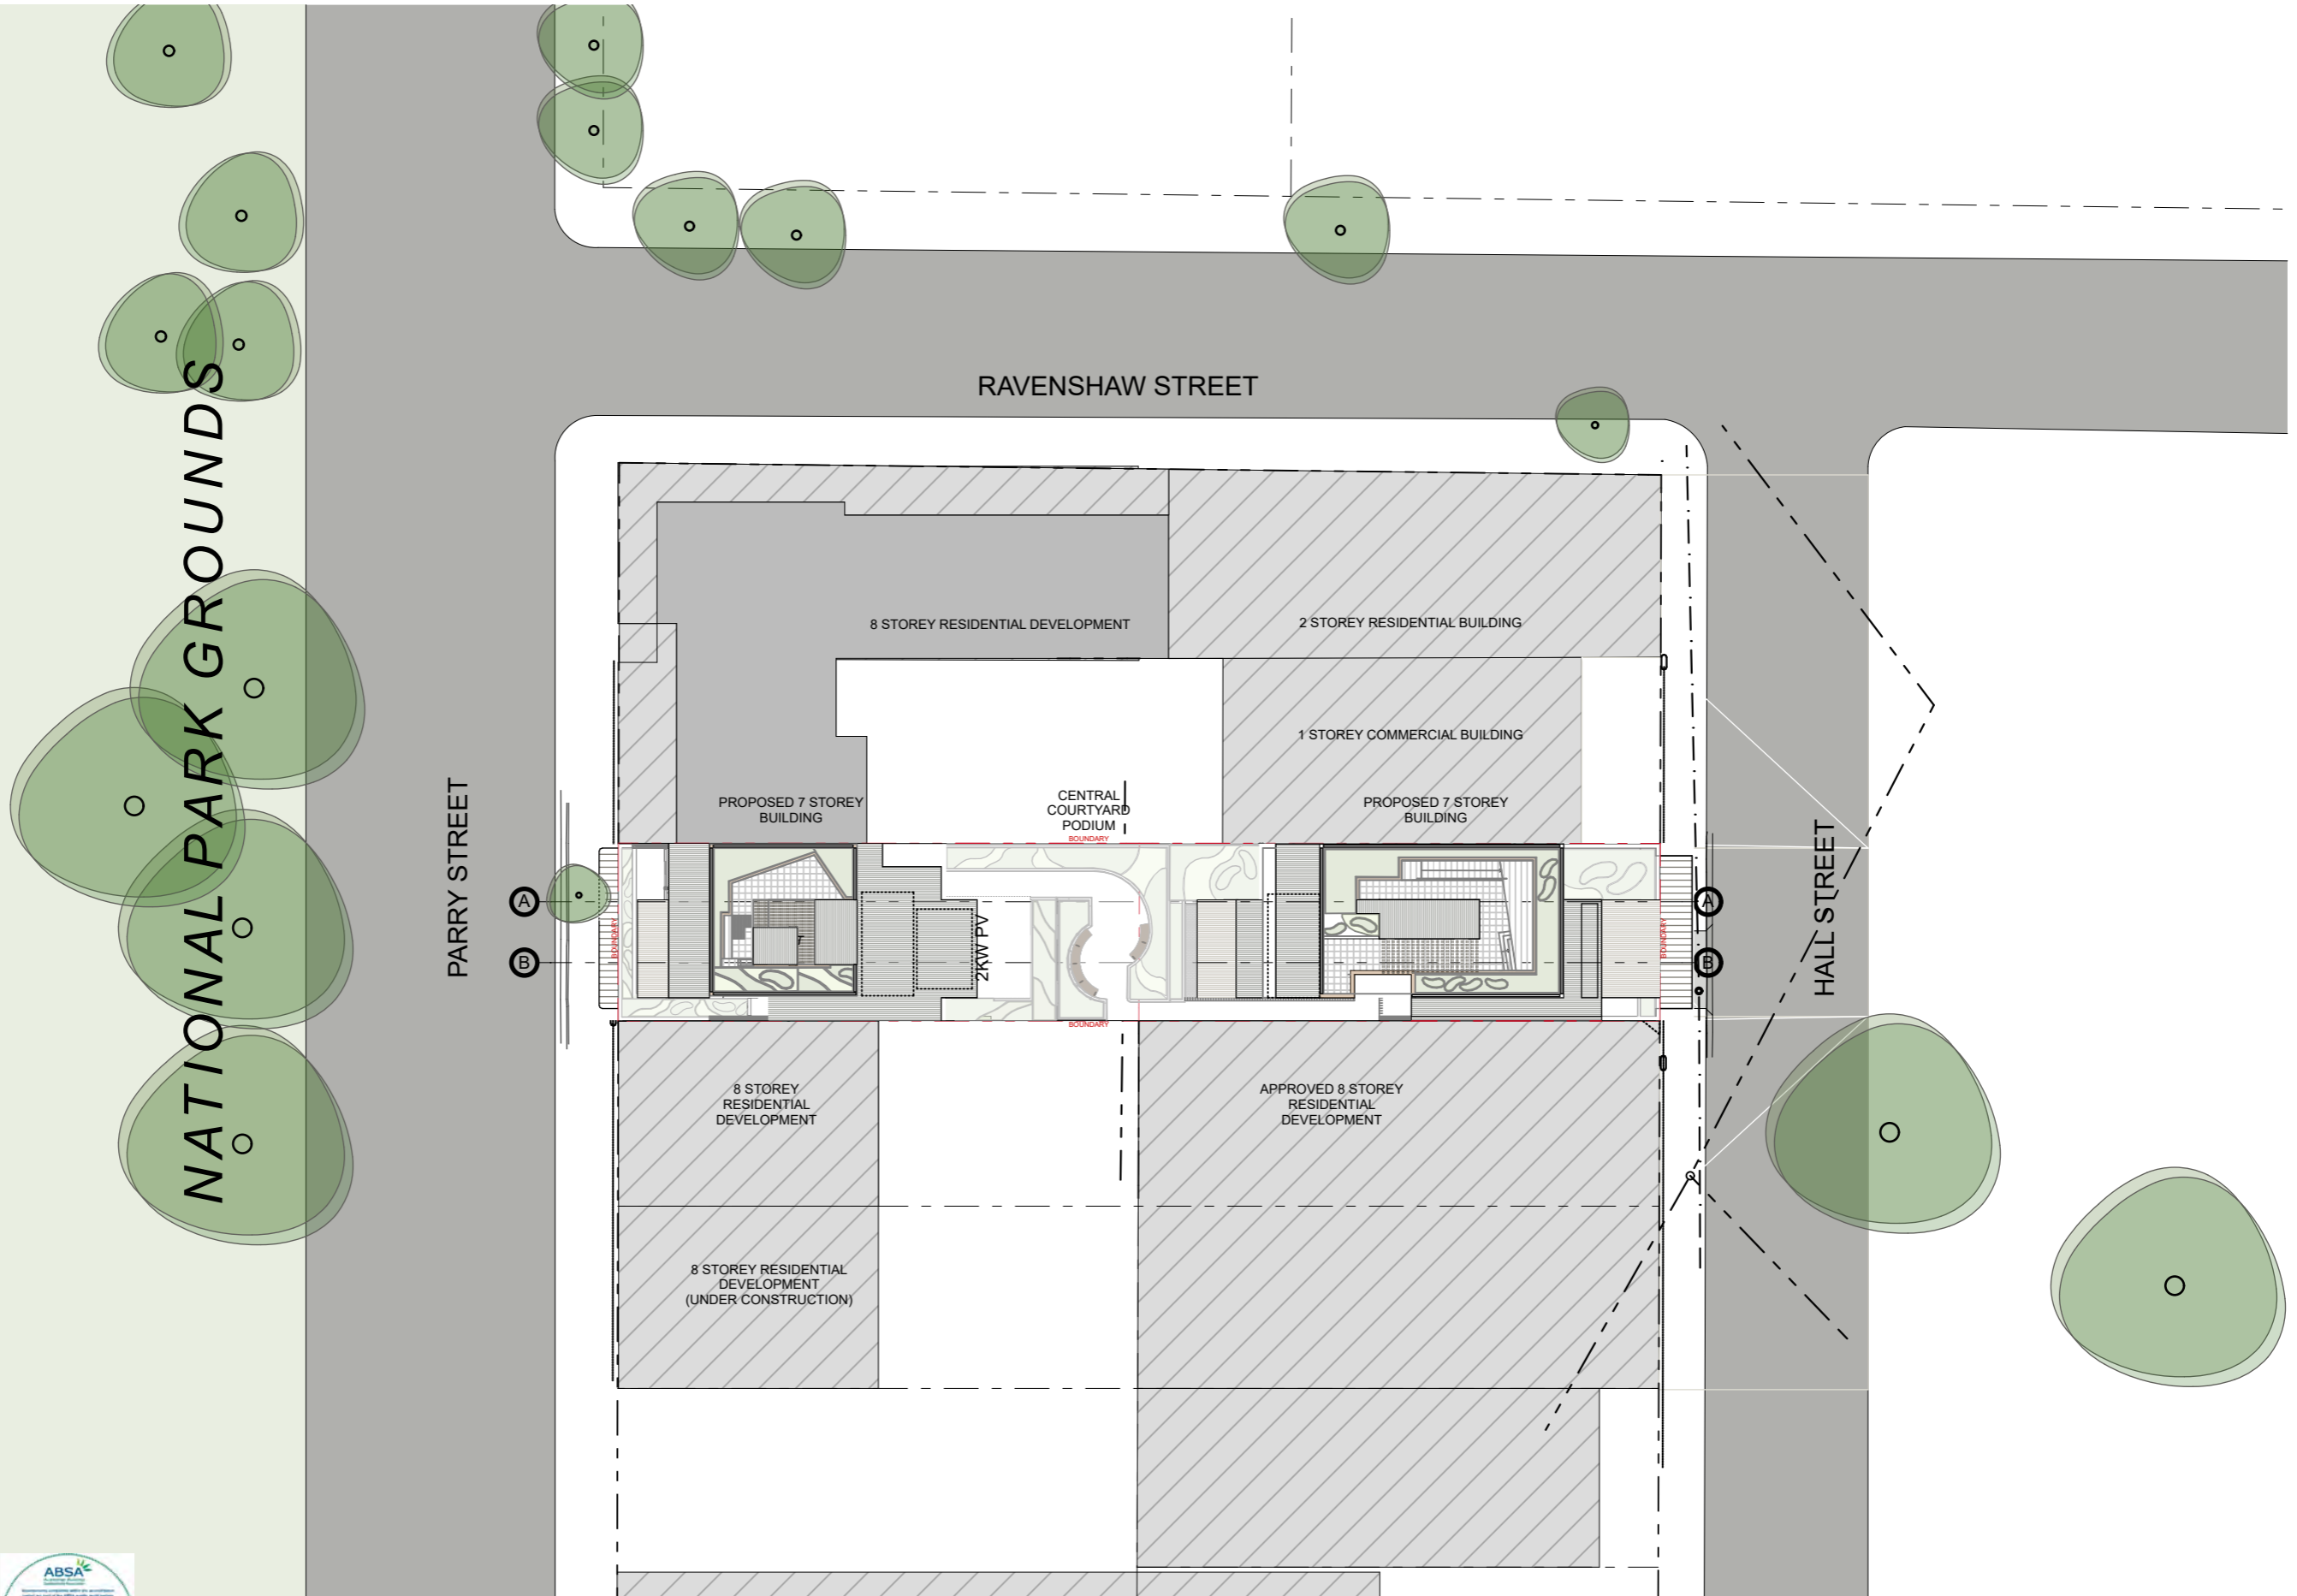 RAVENSHAW STREET
NATIONAL PARK GROUNDS
PARRY STREET
HALL STREET
8 STOREY RESIDENTIAL DEVELOPMENT
2 STOREY RESIDENTIAL BUILDING
1 STOREY COMMERCIAL BUILDING
PROPOSED 7 STOREY
BUILDING
CENTRAL
COURTYARD
PODIUM
BOUNDARY
PROPOSED 7 STOREY
BUILDING
A
B
BOUNDARY
2KW PV
BOUNDARY
A
B
BOUNDARY
8 STOREY
RESIDENTIAL
DEVELOPMENT
APPROVED 8 STOREY
RESIDENTIAL
DEVELOPMENT
8 STOREY RESIDENTIAL
DEVELOPMENT
(UNDER CONSTRUCTION)
ABSA